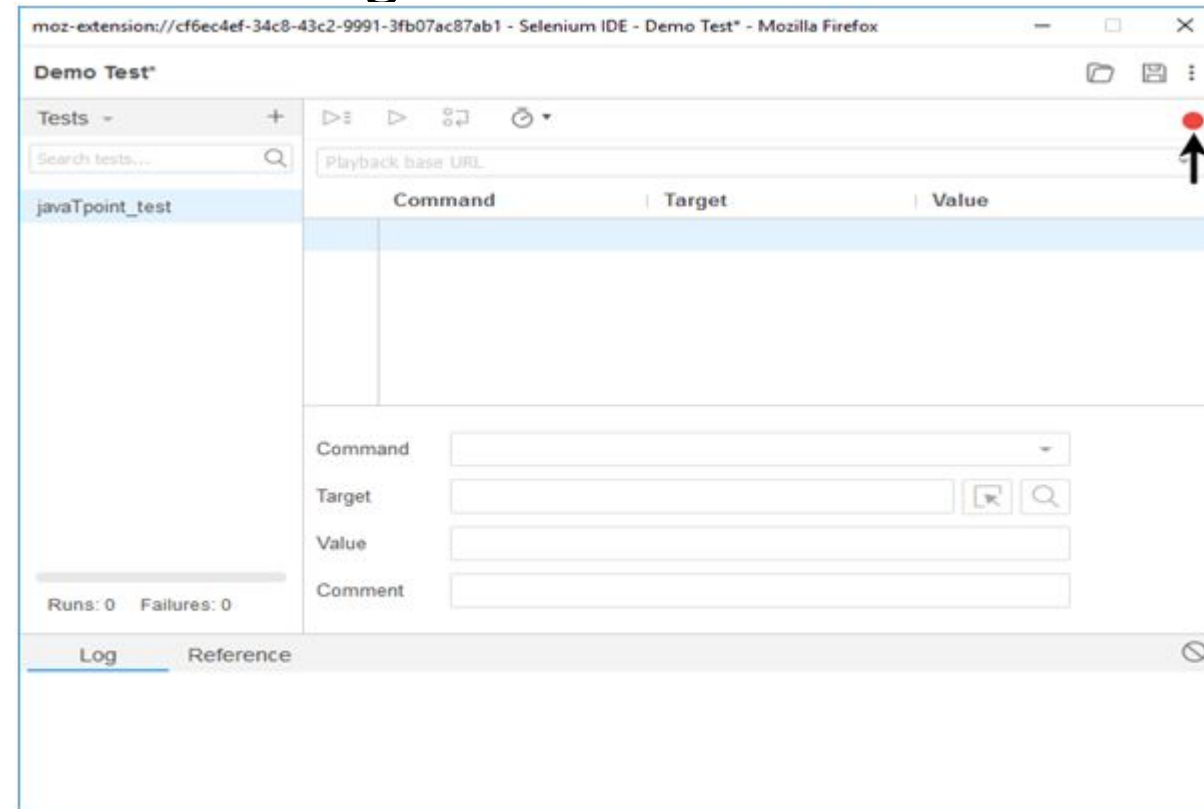 moz-extension://cf6ec4ef-34c8-43c2-9991-3fb07ac87ab1 - Selenium IDE - Demo Test* - Mozilla Firefox
Demo Test*
Tests
Search tests...
Playback base URL
Command Target Value
javaTpoint_test
Command
Target
Value
Comment
Runs: 0 Failures: 0
Log Reference